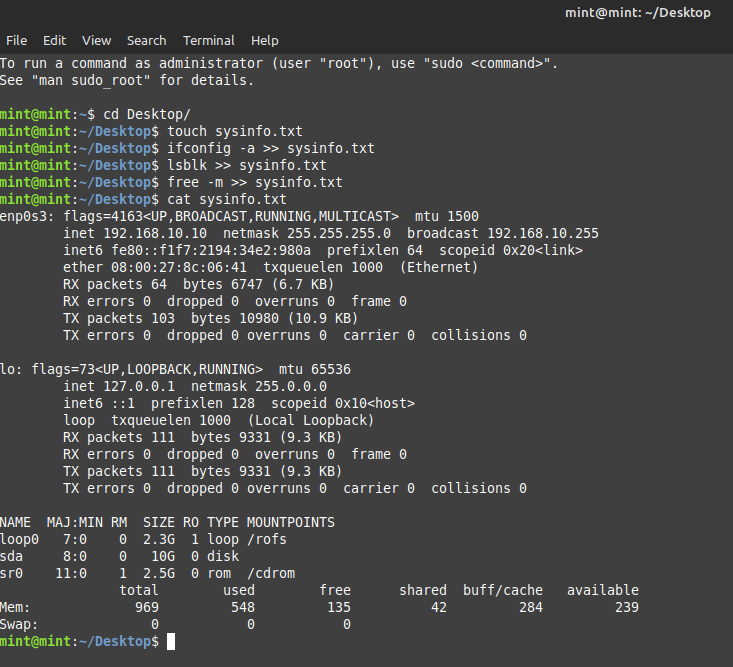 mint@mint: ~/Desktop
File Edit View Search Terminal Help
To run a command as administrator (user "root"), use "sudo <command>".
See "man sudo_root" for details.
mint@mint:~$ cd Desktop/
mint@mint:~/Desktop$ touch sysinfo.txt
mint@mint:~/Desktop$ ifconfig -a >> sysinfo.txt
mint@mint:~/Desktop$ lsblk >> sysinfo.txt
mint@mint:~/Desktop$ free -m >> sysinfo.txt
mint@mint:~/Desktop$ cat sysinfo.txt
enp0s3: flags=4163<UP,BROADCAST,RUNNING,MULTICAST>  mtu 1500
        inet 192.168.10.10  netmask 255.255.255.0  broadcast 192.168.10.255
        inet6 fe80::f1f7:2194:34e2:980a  prefixlen 64  scopeid 0x20<link>
        ether 08:00:27:8c:06:41  txqueuelen 1000  (Ethernet)
        RX packets 64  bytes 6747 (6.7 KB)
        RX errors 0  dropped 0  overruns 0  frame 0
        TX packets 103  bytes 10980 (10.9 KB)
        TX errors 0  dropped 0 overruns 0  carrier 0  collisions 0
lo: flags=73<UP,LOOPBACK,RUNNING>  mtu 65536
        inet 127.0.0.1  netmask 255.0.0.0
        inet6 ::1  prefixlen 128  scopeid 0x10<host>
        loop  txqueuelen 1000  (Local Loopback)
        RX packets 111  bytes 9331 (9.3 KB)
        RX errors 0  dropped 0  overruns 0  frame 0
        TX packets 111  bytes 9331 (9.3 KB)
        TX errors 0  dropped 0 overruns 0  carrier 0  collisions 0
NAME  MAJ:MIN RM  SIZE RO TYPE MOUNTPOINTS
loop0   7:0    0  2.3G  1 loop /rofs
sda     8:0    0   10G  0 disk
sr0    11:0    1  2.5G  0 rom  /cdrom
               total        used        free      shared  buff/cache   available
Mem:             969         548         135          42         284         239
Swap:              0           0           0
mint@mint:~/Desktop$